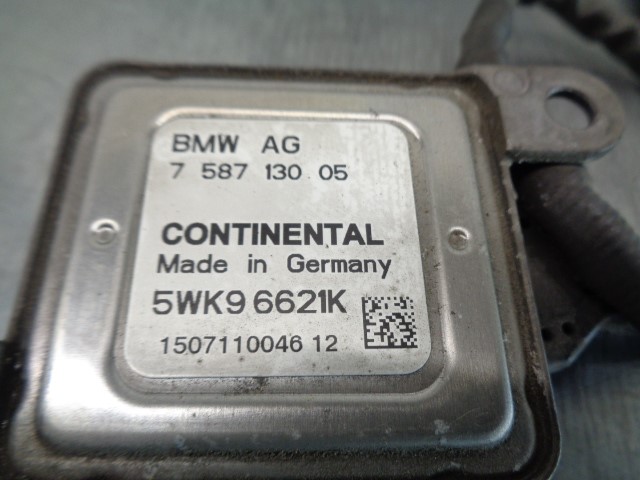 BMW AG
7 587 130 05
CONTINENTAL
Made in Germany
5WK9 6621K
1507110046 12